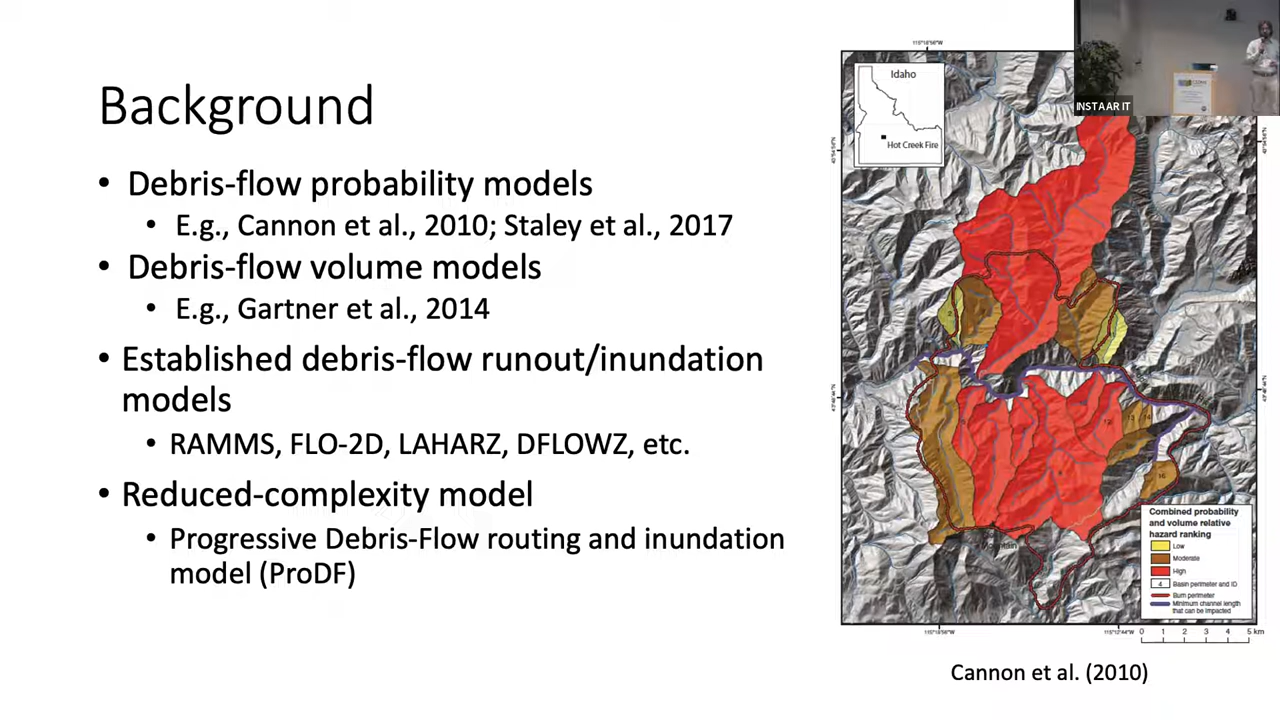 Background
• Debris-flow probability models
• E.g., Cannon et al., 2010; Staley et al., 2017
• Debris-flow volume models
• E.g., Gartner et al., 2014
• Established debris-flow runout/inundation
models
• RAMMS, FLO-2D, LAHARZ, DFLOWZ, etc.
• Reduced-complexity model
• Progressive Debris-Flow routing and inundation
model (ProDF)
INSTAAR IT
Idaho
Hot Creek Fire
Combined probability
and volume relative
hazard ranking
Low
Moderate
High
4 Basin perimeter and ID
Burn perimeter
Minimum channel length
that can be impacted
0 1 2 3 4 5 km
Cannon et al. (2010)